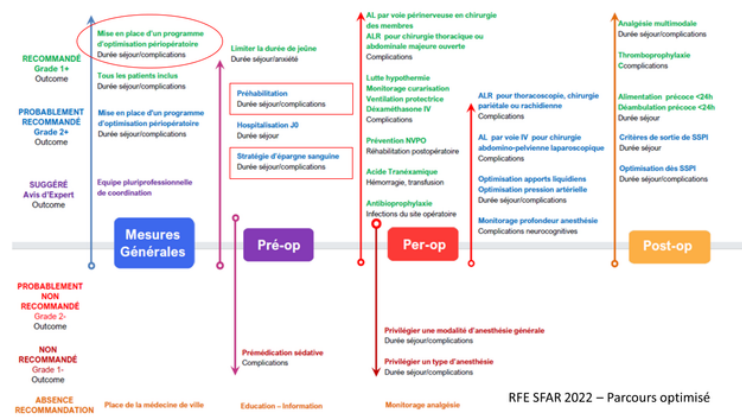 RECOMMANDÉ
Grade 1+
Outcome
PROBABLEMENT
RECOMMANDÉ
Grade 2+
Outcome
SUGGÉRÉ
Avis d'Expert
Outcome
PROBABLEMENT
NON
RECOMMANDÉ
Grade 2-
Outcome
NON
RECOMMANDÉ
Grade 1-
Outcome
ABSENCE
RECOMMANDATION
Mise en place d'un programme
d'optimisation périopératoire
Durée séjour/complications
Tous les patients inclus
Durée séjour/complications
Mise en place d'un programme
d'optimisation périopératoire
Durée séjour/complications
Equipe pluriprofessionnelle
de coordination
Mesures
Générales
Place de la médecine de ville
Limiter la durée de jeûne
Durée séjour/anxiété
Préhabilitation
Durée séjour/complications
Hospitalisation J0
Durée séjour
Stratégie d'épargne sanguine
Durée séjour/complications
Pré-op
Prémédication sédative
Complications
Education – Information
AL par voie périnerveuse en chirurgie
des membres
ALR pour chirurgie thoracique ou
abdominale majeure ouverte
Complications
Lutte hypothermie
Monitorage curarisation
Ventilation protectrice
Déxaméthasone IV
Complications
Prévention NVPO
Réhabilitation postopératoire
Acide Tranéxamique
Hémorragie, transfusion
Antibioprophylaxie
Infections du site opératoire
Per-op
Privilégier une modalité d'anesthésie générale
Durée séjour/complications
Privilégier un type d'anesthésie
Durée séjour/complications
Monitorage analgésie
ALR pour thoracoscopie, chirurgie
pariétale ou rachidienne
Complications
AL par voie IV pour chirurgie
abdomino-pelvienne laparoscopique
Complications
Optimisation apports liquidiens
Optimisation pression artérielle
Durée séjour/complications
Monitorage profondeur anesthésie
Complications neurocognitives
Analgésie multimodale
Durée séjour/complications
Thromboprophylaxie
Complications
Alimentation précoce <24h
Déambulation précoce <24h
Durée séjour
Critères de sortie de SSPI
Durée séjour
Optimisation dès SSPI
Durée séjour/complications
Post-op
RFE SFAR 2022 – Parcours optimisé